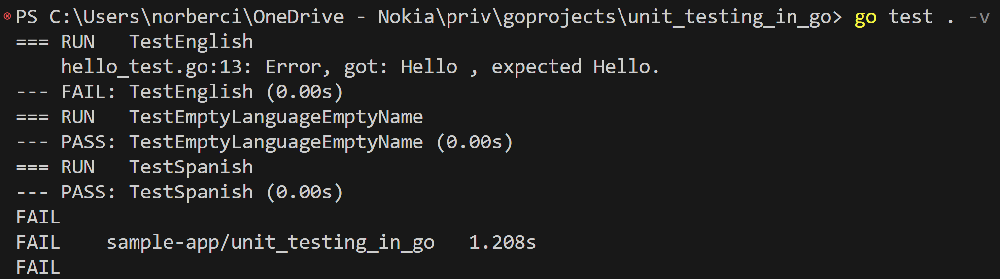 PS C:\Users\norberci\OneDrive - Nokia\priv\goprojects\unit_testing_in_go> go test . -v
=== RUN   TestEnglish
    hello_test.go:13: Error, got: Hello , expected Hello.
--- FAIL: TestEnglish (0.00s)
=== RUN   TestEmptyLanguageEmptyName
--- PASS: TestEmptyLanguageEmptyName (0.00s)
=== RUN   TestSpanish
--- PASS: TestSpanish (0.00s)
FAIL
FAIL    sample-app/unit_testing_in_go   1.208s
FAIL